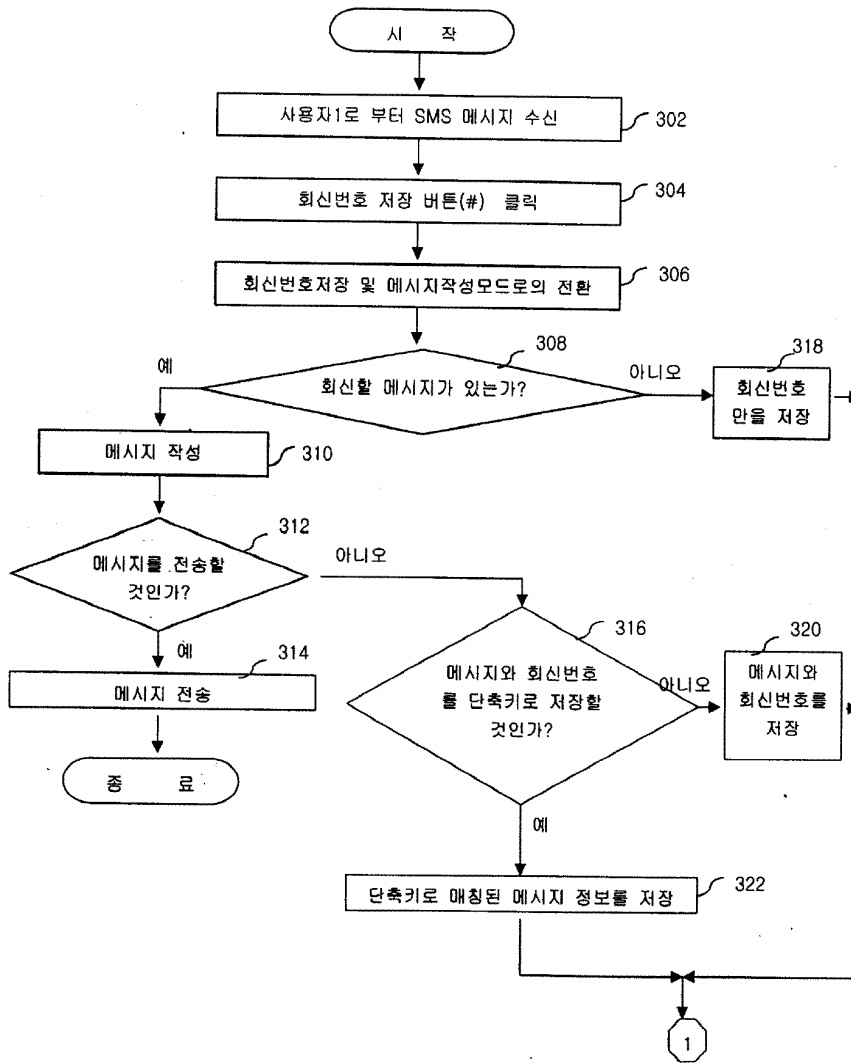 시 작
사용자1로 부터 SMS 메시지 수신
302
회신번호 저장 버튼(#) 클릭
304
회신번호저장 및 메시지작성모드로의 전환
306
308
예
회신할 메시지가 있는가?
아니오
318
회신번호
만을 저장
메시지 작성
310
312
메시지를 전송할
것인가?
아니오
예
314
메시지 전송
종 료
316
메시지와 회신번호
를 단축키로 저장할
것인가?
아니오
320
메시지와
회신번호를
저장
예
단축키로 매칭된 메시지 정보를 저장
322
1